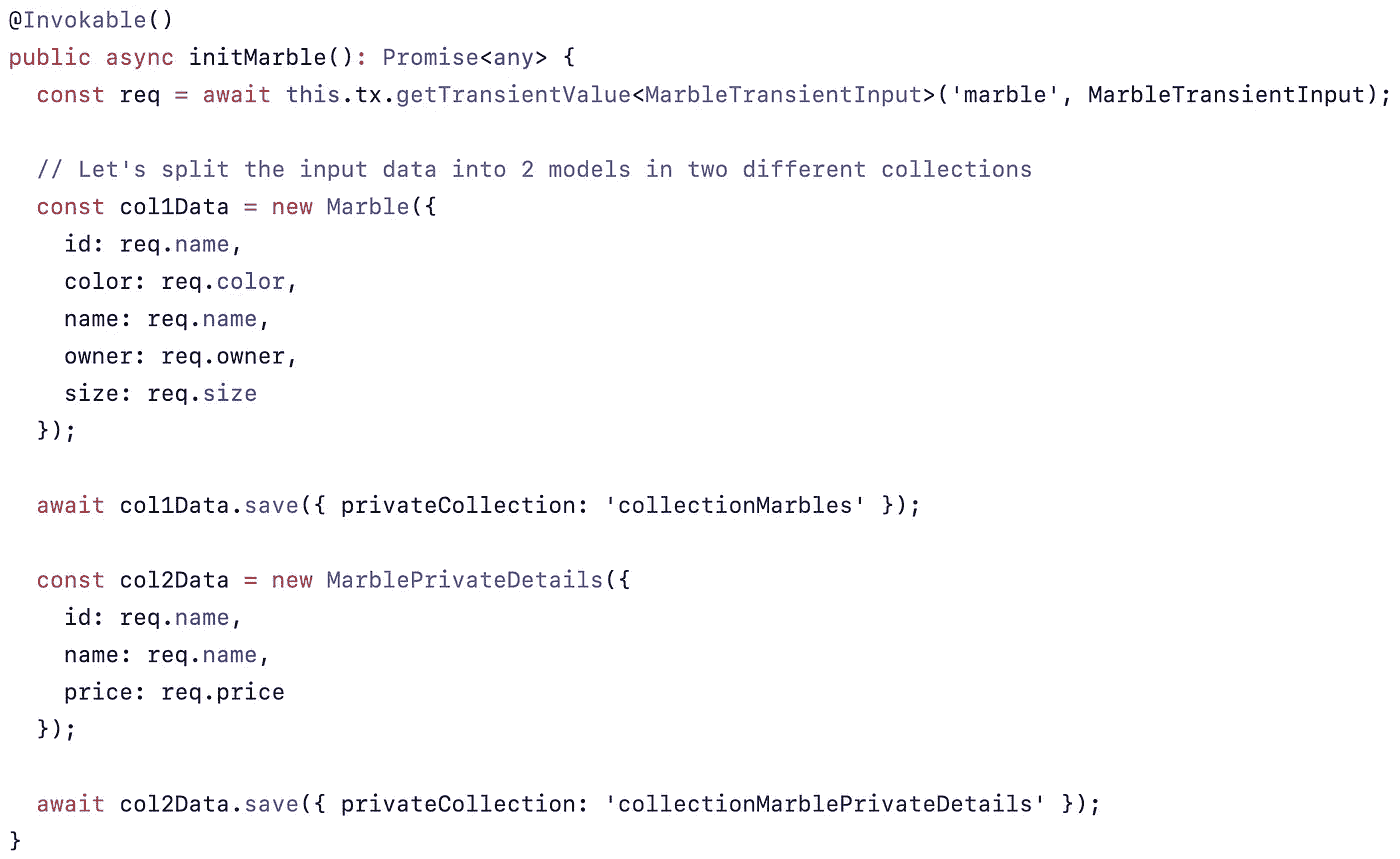 @Invokable()
public async initMarble(): Promise<any> {
  const req = await this.tx.getTransientValue<MarbleTransientInput>('marble', MarbleTransientInput);

  // Let's split the input data into 2 models in two different collections
  const col1Data = new Marble({
    id: req.name,
    color: req.color,
    name: req.name,
    owner: req.owner,
    size: req.size
  });

  await col1Data.save({ privateCollection: 'collectionMarbles' });

  const col2Data = new MarblePrivateDetails({
    id: req.name,
    name: req.name,
    price: req.price
  });

  await col2Data.save({ privateCollection: 'collectionMarblePrivateDetails' });
}